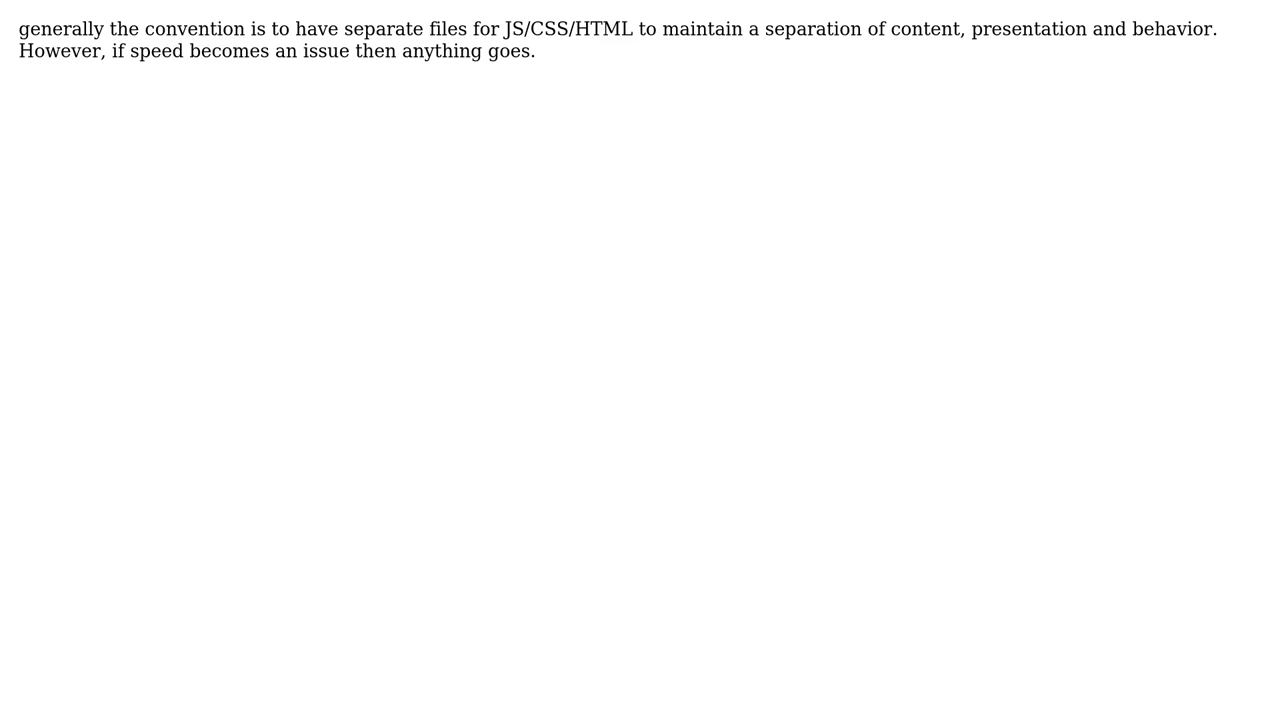 generally the convention is to have separate files for JS/CSS/HTML to maintain a separation of content, presentation and behavior.
However, if speed becomes an issue then anything goes.